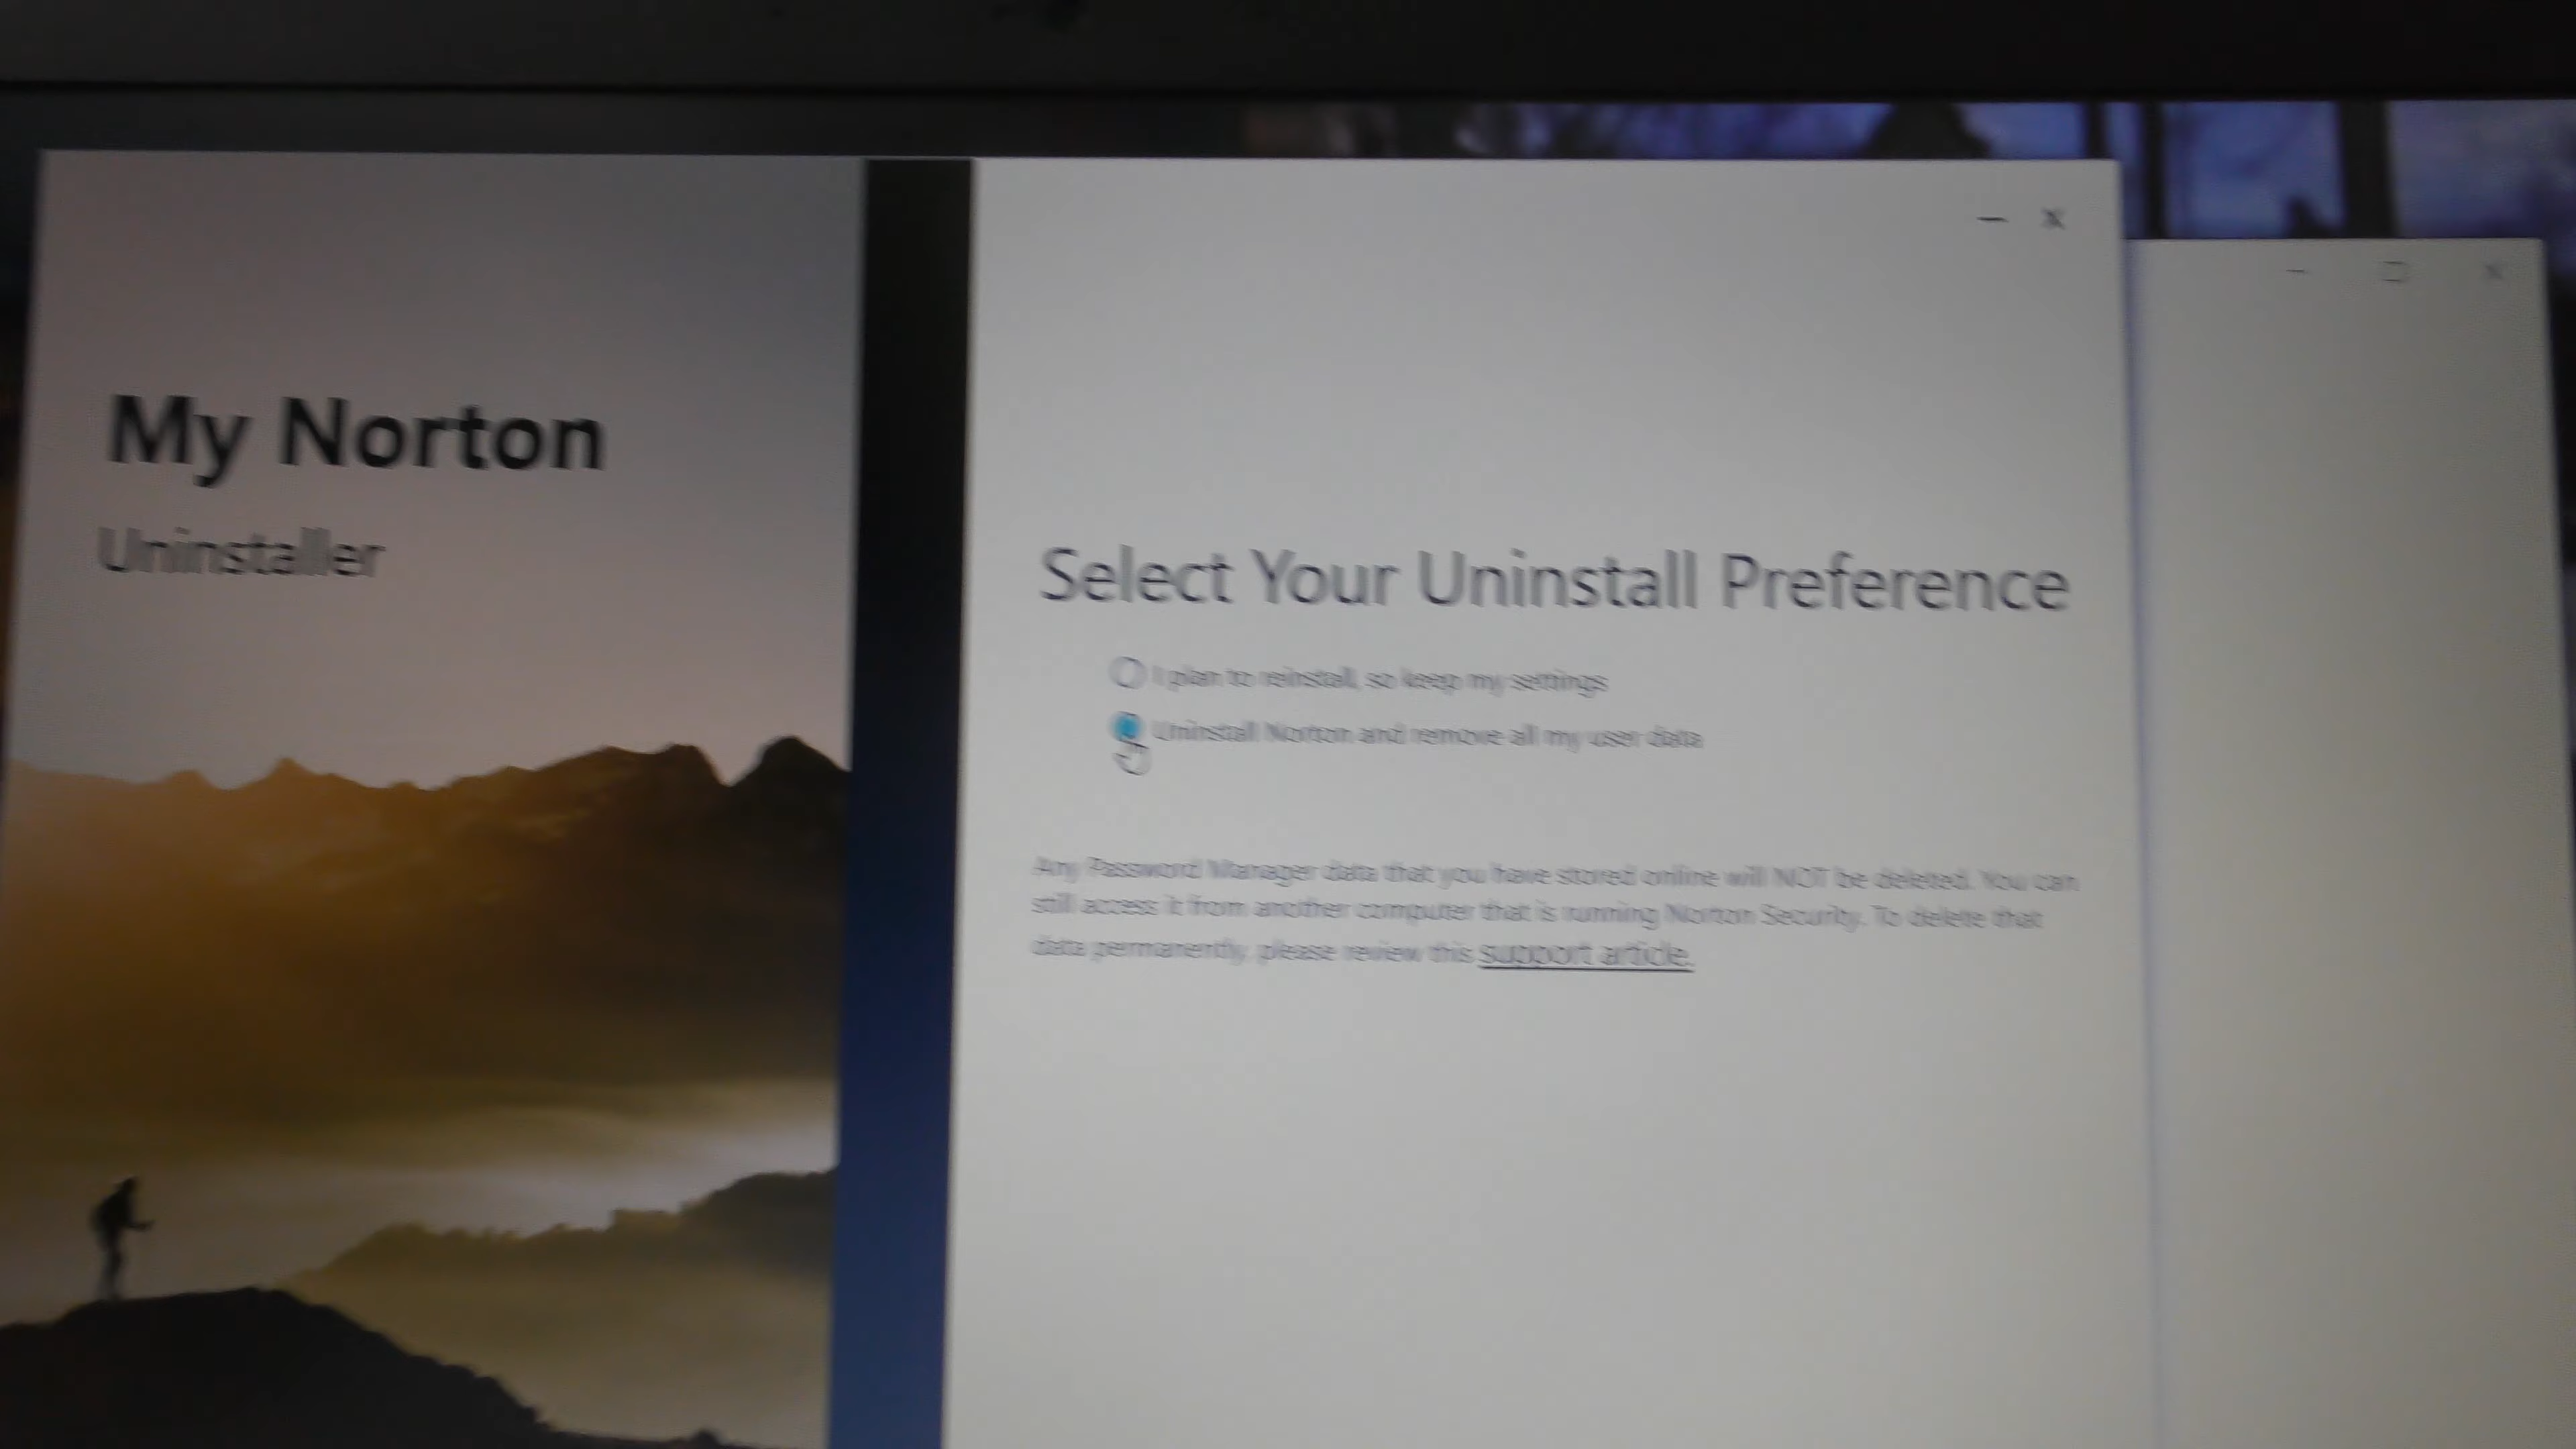 My Norton
Uninstaller
Select Your Uninstall Preference
I plan to reinstall, so keep my settings
Uninstall Norton and remove all my user data
Any Password Manager data that you have stored online will NOT be deleted. You can
still access it from another computer that is running Norton Security. To delete that
data permanently, please review this support article.